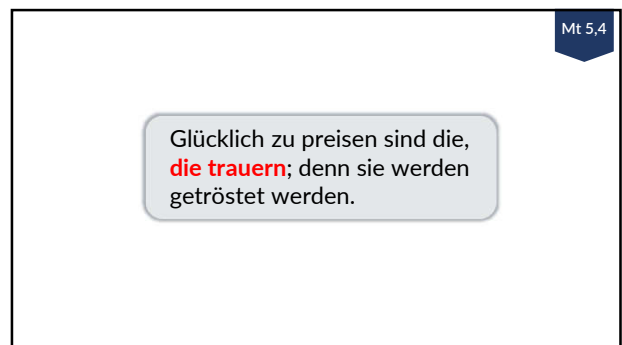 Mt 5,4
Glücklich zu preisen sind die,
die trauern; denn sie werden
getröstet werden.